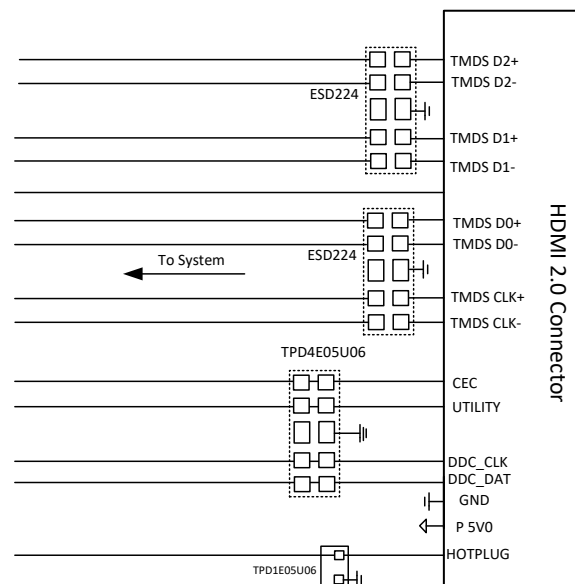 TMDS D2+
TMDS D2-
ESD224
TMDS D1+
TMDS D1-
TMDS D0+
TMDS D0-
ESD224
To System
TMDS CLK+
TMDS CLK-
HDMI 2.0 Connector
TPD4E05U06
CEC
UTILITY
DDC_CLK
DDC_DAT
GND
P 5V0
HOTPLUG
TPD1E05U06